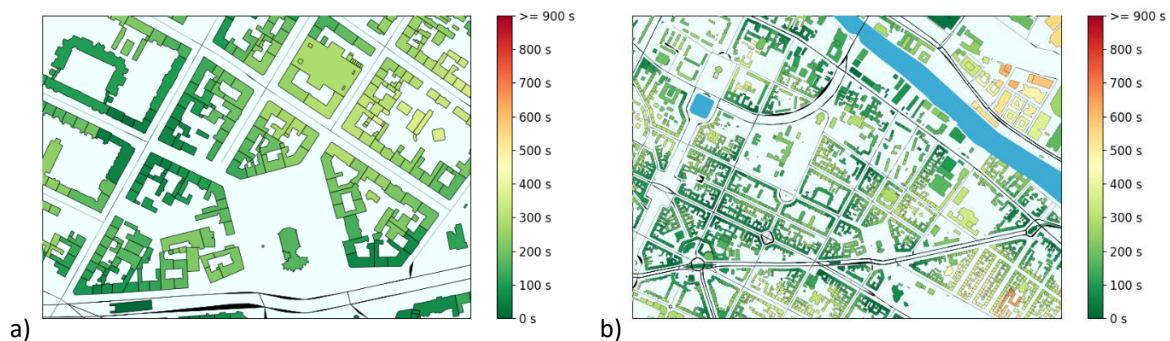 >= 900 s
800 s
700 s
600 s
500 s
400 s
300 s
200 s
100 s
0 s
a)
>= 900 s
800 s
700 s
600 s
500 s
400 s
300 s
200 s
100 s
0 s
b)